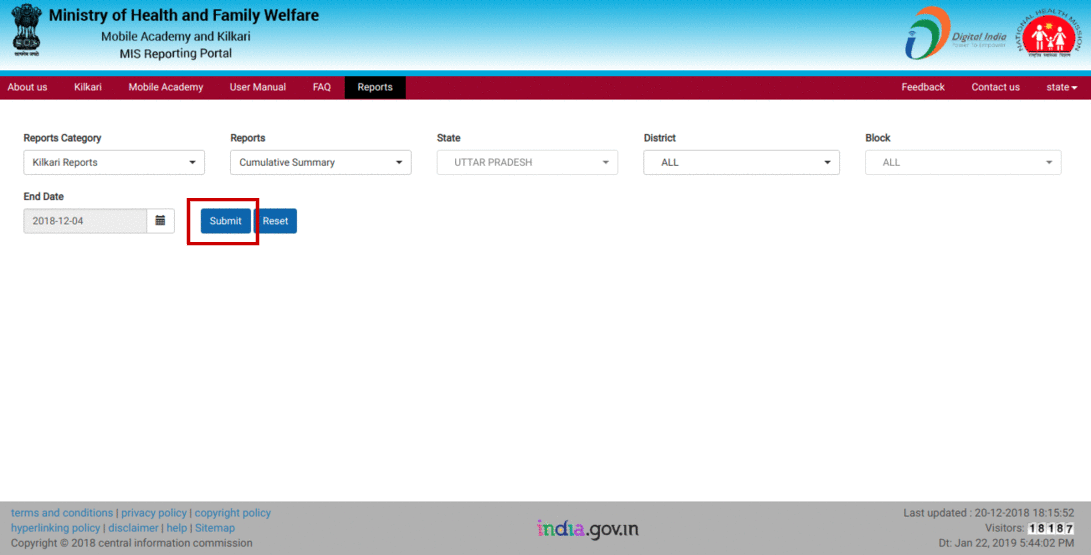 Ministry of Health and Family Welfare
Mobile Academy and Kilkari
MIS Reporting Portal
Digital India
Power To Empower
NATIONAL HEALTH MISSION
About us Kilkari Mobile Academy User Manual FAQ Reports Feedback Contact us state
Reports Category Reports State District Block
Kilkari Reports Cumulative Summary UTTAR PRADESH ALL ALL
End Date
2018-12-04 Submit Reset
terms and conditions | privacy policy | copyright policy
hyperlinking policy | disclaimer | help | Sitemap
Copyright © 2018 central information commission
india.gov.in
Last updated : 20-12-2018 18:15:52
Visitors: 18187
Dt: Jan 22, 2019 5:44:02 PM